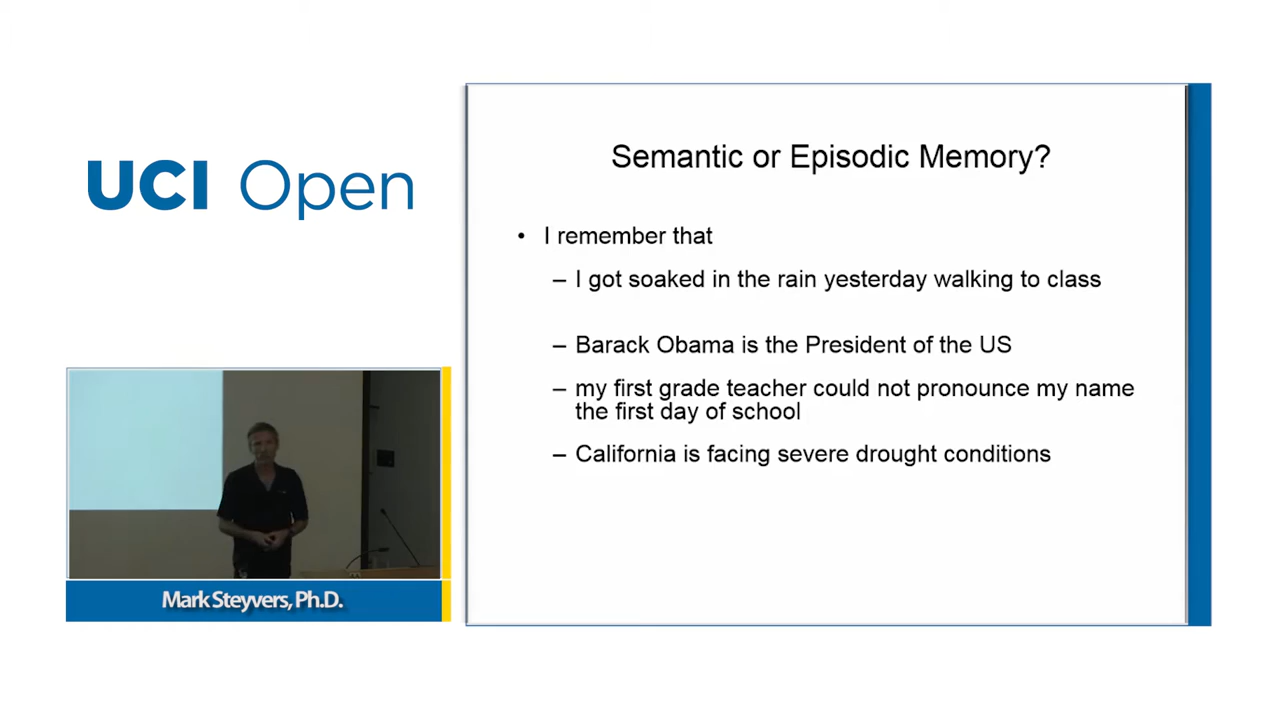 UCI Open
Semantic or Episodic Memory?
• I remember that
– I got soaked in the rain yesterday walking to class
– Barack Obama is the President of the US
– my first grade teacher could not pronounce my name
the first day of school
– California is facing severe drought conditions
Mark Steyvers, Ph.D.